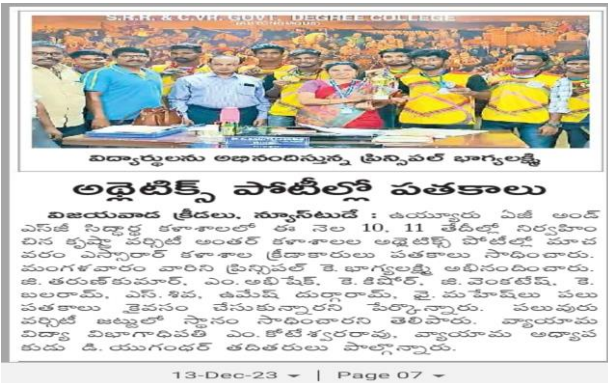 S.R.R & C.V.R. GOVT. DEGREE COLLEGE
విద్యార్థులను అభినందిస్తున్న ప్రిన్సిపల్ భాగ్యలక్ష్మి
అథ్లెటిక్స్ పోటీల్లో పతకాలు
విజయవాడ క్రీడలు, న్యూస్‌టుడే : ఉయ్యూరు ఏజీ అండ్
ఎస్‌జీ సిద్ధార్థ కళాశాలలో ఈ నెల 10, 11 తేదీల్లో నిర్వహిం
చిన కృష్ణా వర్సిటీ అంతర్ కళాశాలల అథ్లెటిక్స్ పోటీల్లో మాచ
వరం ఎస్సారార్ కళాశాల క్రీడాకారులు పతకాలు సాధించారు.
మంగళవారం వారిని ప్రిన్సిపల్ కె.భాగ్యలక్ష్మి అభినందించారు.
జి.తరుణ్‌కుమార్, ఎం.అభిషేక్, కె.కిషోర్, జి.వెంకటేష్, కె.
బలరామ్, ఎస్.శివ, ఉమేష్ దుర్గారామ్, వై.మహేష్‌లు పలు
పతకాలు కైవసం చేసుకున్నారని పేర్కొన్నారు. పలువురు
వర్సిటీ జట్టులో స్థానం సాధించారని తెలిపారు. వ్యాయామ
విద్యా విభాగాధిపతి ఎం.కోటేశ్వరరావు, వ్యాయామ అధ్యాప
కుడు డి.యుగంధర్ తదితరులు పాల్గొన్నారు.
13-Dec-23 | Page 07